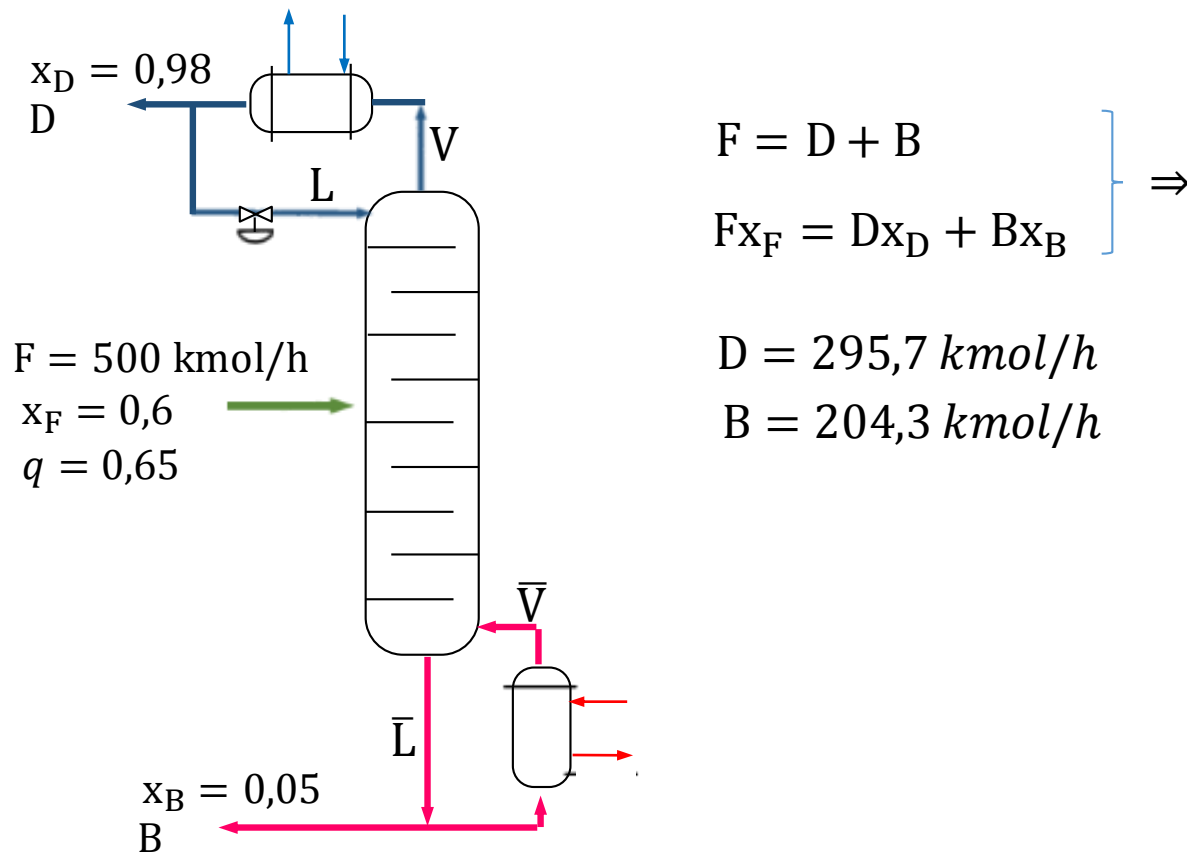 x_D = 0,98
D
V
L
F = 500 kmol/h
x_F = 0,6
q = 0,65
V̅
L̅
x_B = 0,05
B
F = D + B
⇒
Fx_F = Dx_D + Bx_B
D = 295,7 kmol/h
B = 204,3 kmol/h